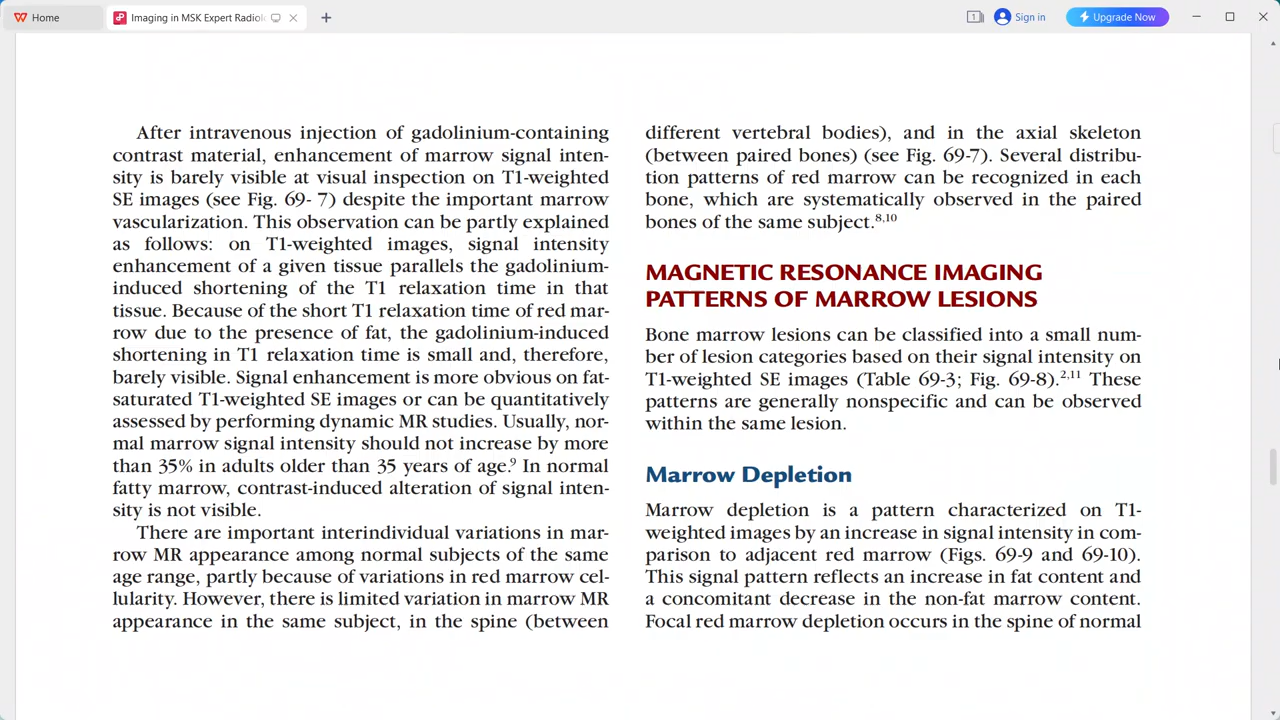 Home
Imaging in MSK Expert Radiol
1
Sign in
Upgrade Now
After intravenous injection of gadolinium-containing
contrast material, enhancement of marrow signal inten-
sity is barely visible at visual inspection on T1-weighted
SE images (see Fig. 69- 7) despite the important marrow
vascularization. This observation can be partly explained
as follows: on T1-weighted images, signal intensity
enhancement of a given tissue parallels the gadolinium-
induced shortening of the T1 relaxation time in that
tissue. Because of the short T1 relaxation time of red mar-
row due to the presence of fat, the gadolinium-induced
shortening in T1 relaxation time is small and, therefore,
barely visible. Signal enhancement is more obvious on fat-
saturated T1-weighted SE images or can be quantitatively
assessed by performing dynamic MR studies. Usually, nor-
mal marrow signal intensity should not increase by more
than 35% in adults older than 35 years of age.9 In normal
fatty marrow, contrast-induced alteration of signal inten-
sity is not visible.
There are important interindividual variations in mar-
row MR appearance among normal subjects of the same
age range, partly because of variations in red marrow cel-
lularity. However, there is limited variation in marrow MR
appearance in the same subject, in the spine (between
different vertebral bodies), and in the axial skeleton
(between paired bones) (see Fig. 69-7). Several distribu-
tion patterns of red marrow can be recognized in each
bone, which are systematically observed in the paired
bones of the same subject.8,10
MAGNETIC RESONANCE IMAGING
PATTERNS OF MARROW LESIONS
Bone marrow lesions can be classified into a small num-
ber of lesion categories based on their signal intensity on
T1-weighted SE images (Table 69-3; Fig. 69-8).2,11 These
patterns are generally nonspecific and can be observed
within the same lesion.
Marrow Depletion
Marrow depletion is a pattern characterized on T1-
weighted images by an increase in signal intensity in com-
parison to adjacent red marrow (Figs. 69-9 and 69-10).
This signal pattern reflects an increase in fat content and
a concomitant decrease in the non-fat marrow content.
Focal red marrow depletion occurs in the spine of normal